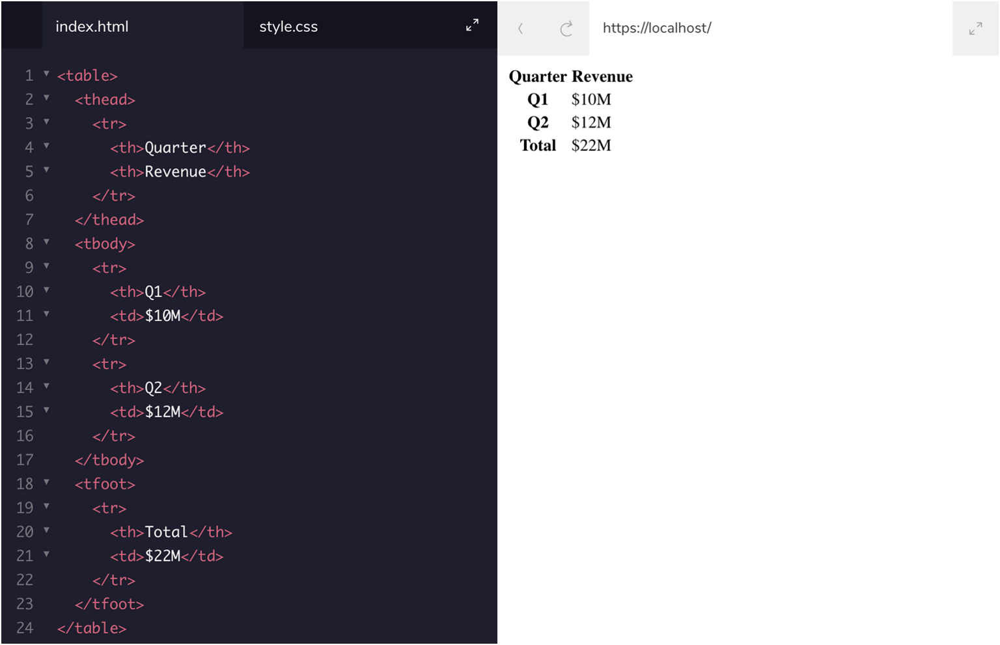 index.html
style.css
https://localhost/
1 <table>
2 <thead>
3 <tr>
4 <th>Quarter</th>
5 <th>Revenue</th>
6 </tr>
7 </thead>
8 <tbody>
9 <tr>
10 <th>Q1</th>
11 <td>$10M</td>
12 </tr>
13 <tr>
14 <th>Q2</th>
15 <td>$12M</td>
16 </tr>
17 </tbody>
18 <tfoot>
19 <tr>
20 <th>Total</th>
21 <td>$22M</td>
22 </tr>
23 </tfoot>
24 </table>
Quarter Revenue
Q1 $10M
Q2 $12M
Total $22M